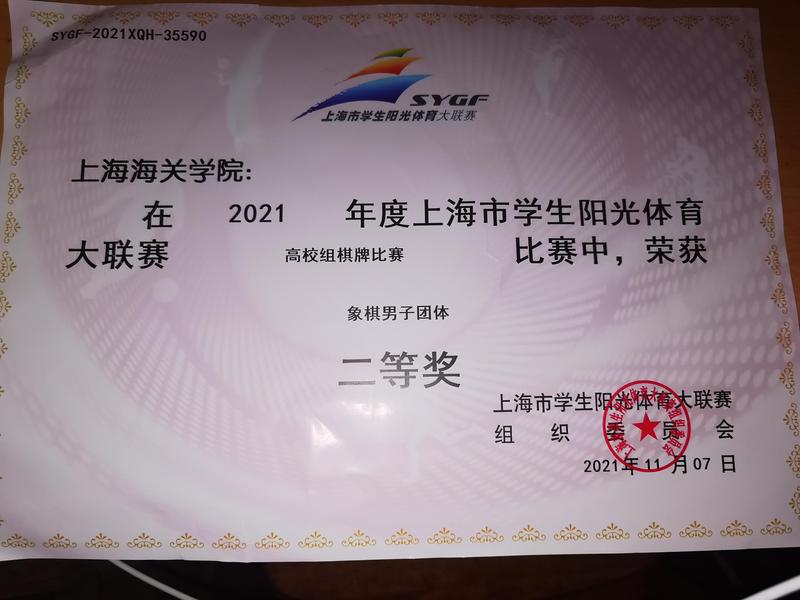 SYGF-2021XQH-35590
SYGF
上海市学生阳光体育大联赛
上海海关学院:
在 2021 年度上海市学生阳光体育
大联赛 高校组棋牌比赛 比赛中，荣获
象棋男子团体
二等奖
上海市学生阳光体育大联赛
组织委员会
2021年11月07日